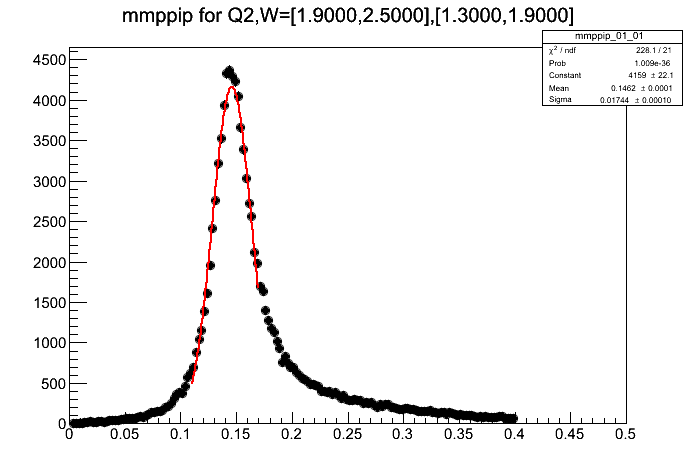 mmppip for Q2,W=[1.9000,2.5000],[1.3000,1.9000]
mmppip_01_01
χ² / ndf 228.1 / 21
Prob 1.009e-36
Constant 4159 ± 22.1
Mean 0.1462 ± 0.0001
Sigma 0.01744 ± 0.00010
4500
4000
3500
3000
2500
2000
1500
1000
500
0
0 0.05 0.1 0.15 0.2 0.25 0.3 0.35 0.4 0.45 0.5